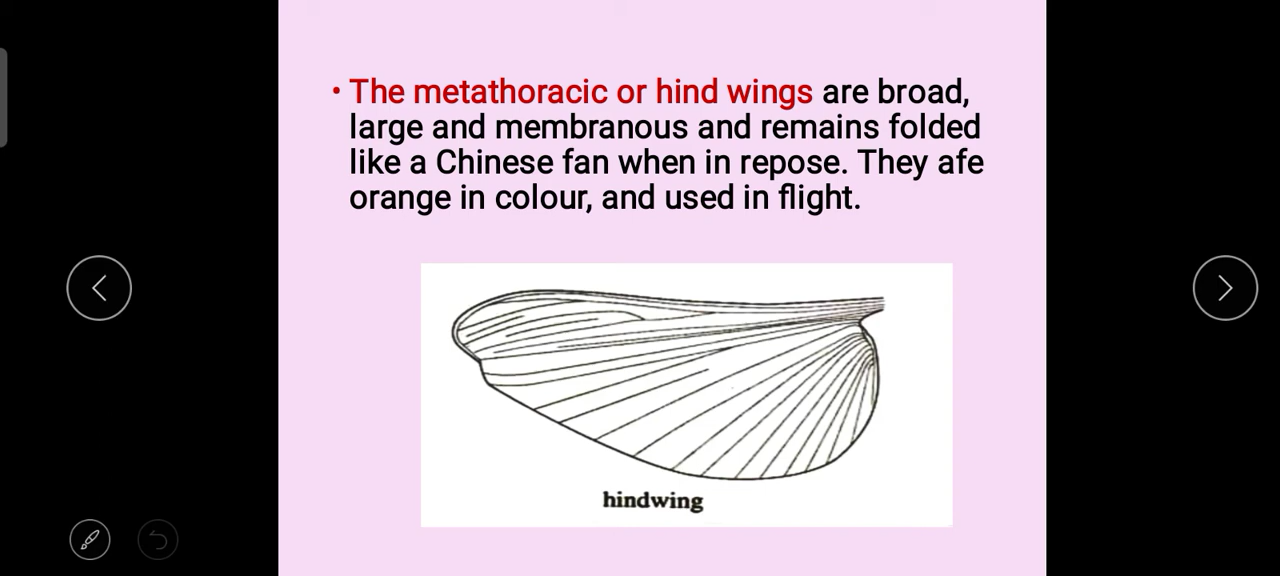 • The metathoracic or hind wings are broad,
large and membranous and remains folded
like a Chinese fan when in repose. They afe
orange in colour, and used in flight.
hindwing